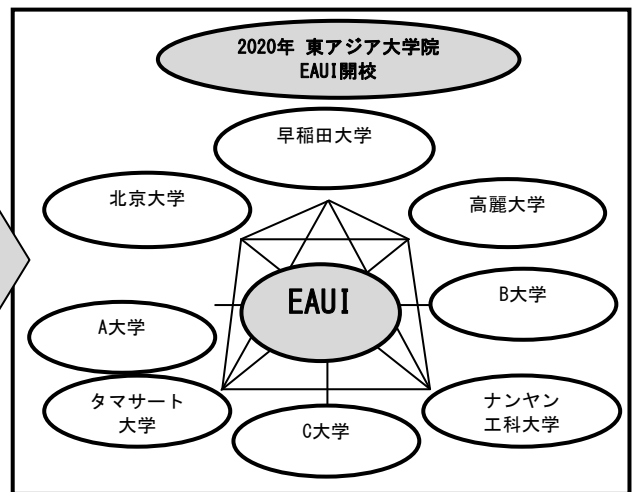 2020年 東アジア大学院
EAUI開校
早稲田大学
北京大学
高麗大学
EAUI
B大学
A大学
タマサート
大学
ナンヤン
工科大学
C大学